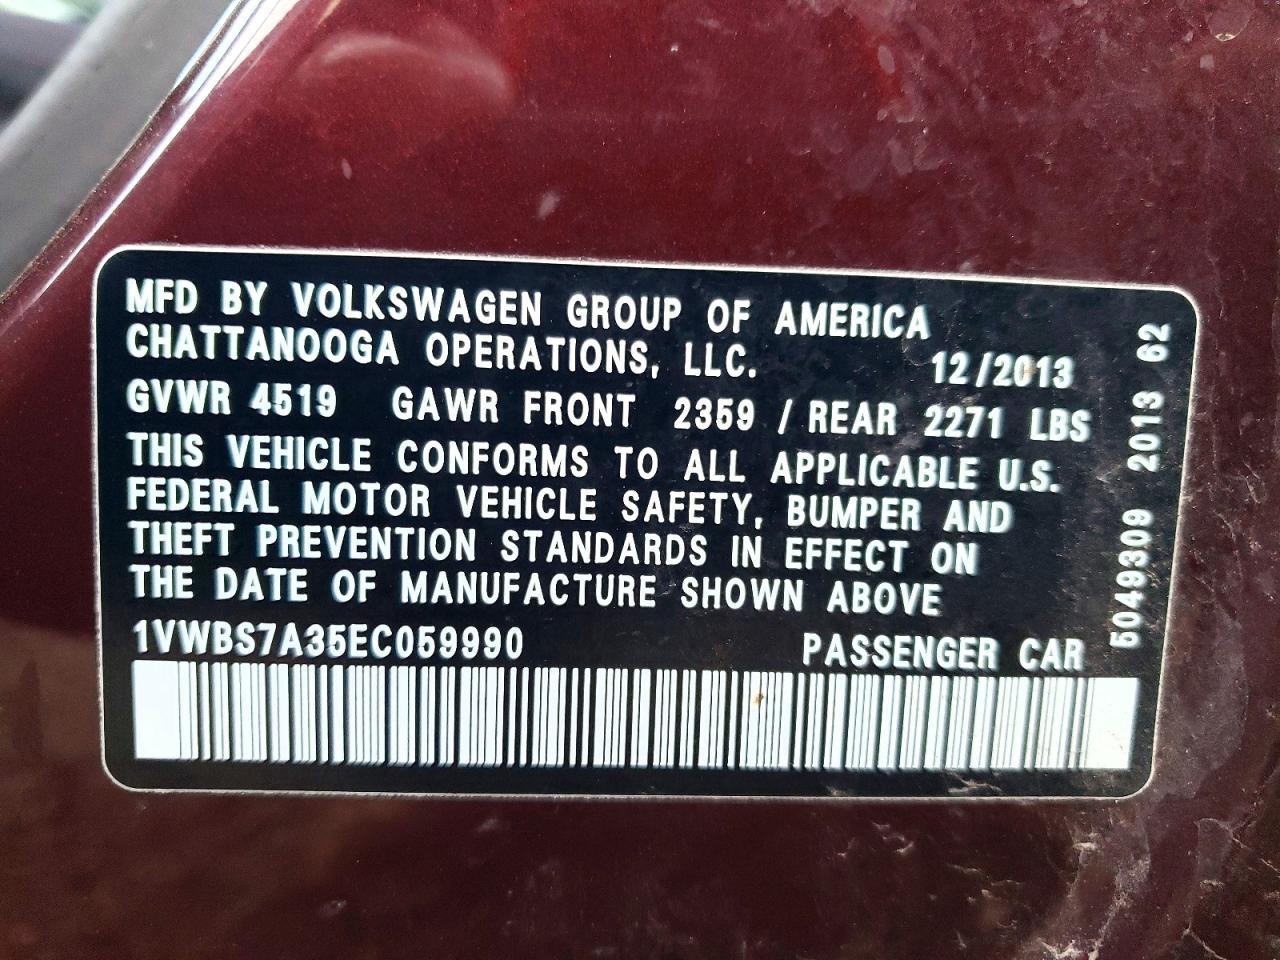 MFD BY VOLKSWAGEN GROUP OF AMERICA
CHATTANOOGA OPERATIONS, LLC. 12/2013
GVWR 4519 GAWR FRONT 2359 / REAR 2271 LBS
THIS VEHICLE CONFORMS TO ALL APPLICABLE U.S.
FEDERAL MOTOR VEHICLE SAFETY, BUMPER AND
THEFT PREVENTION STANDARDS IN EFFECT ON
THE DATE OF MANUFACTURE SHOWN ABOVE
1VWBS7A35EC059990 PASSENGER CAR
5049309 2013 62